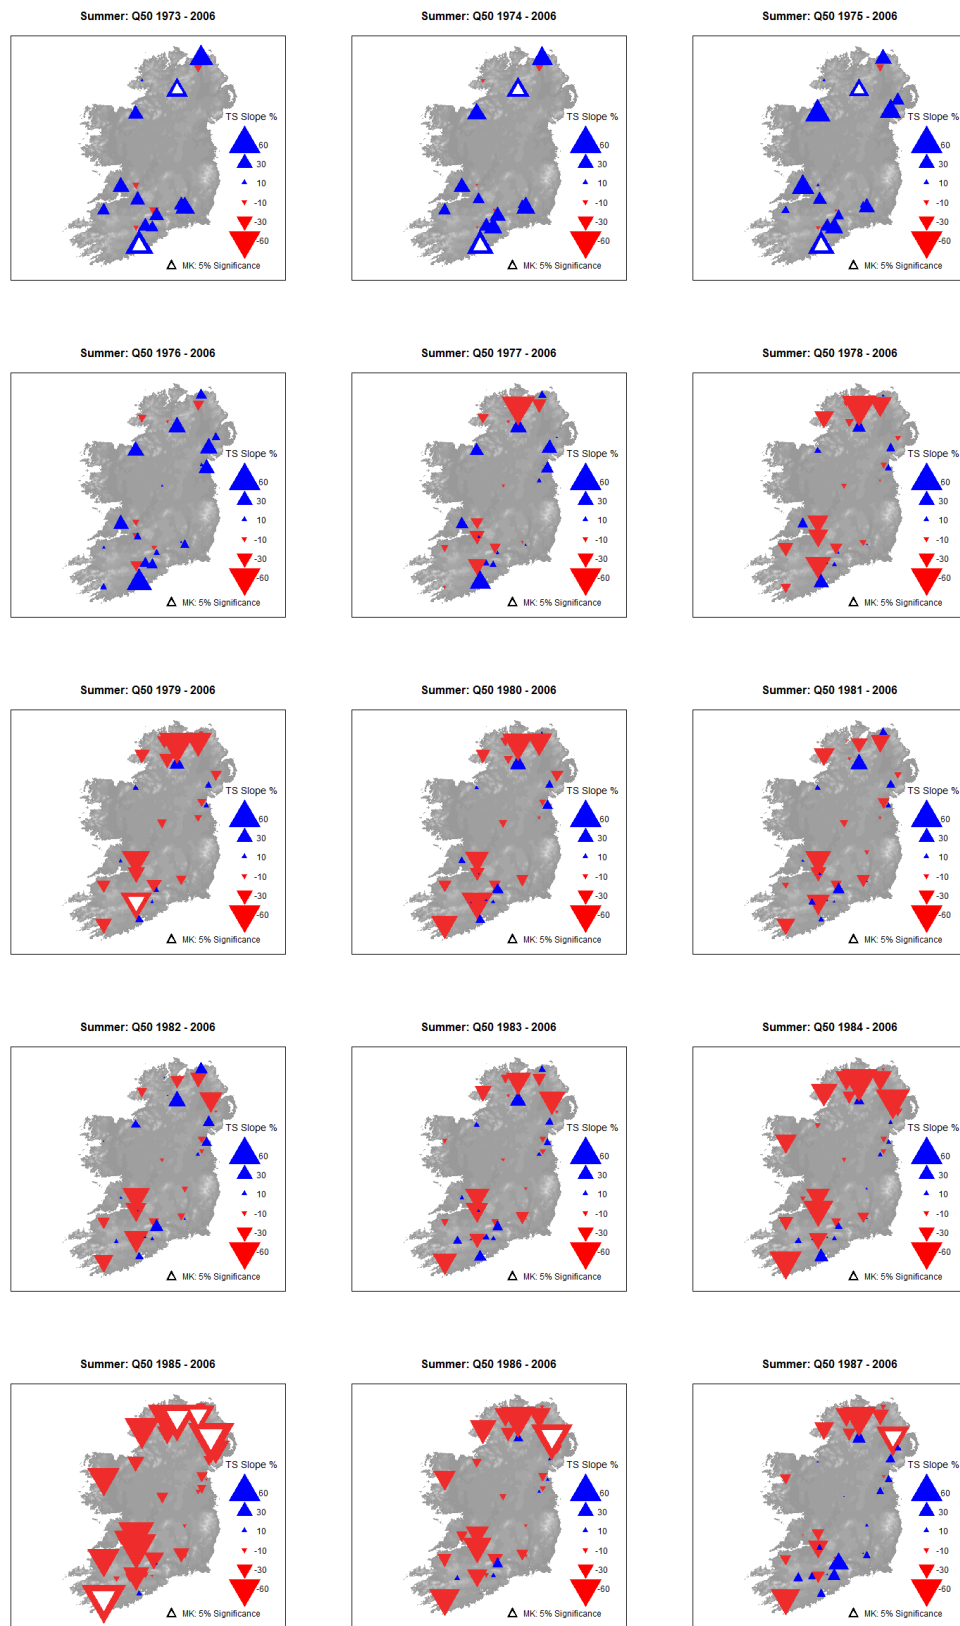 Summer: Q50 1973 - 2006
TS Slope %
60
30
10
-10
-30
-60
MK: 5% Significance
Summer: Q50 1974 - 2006
TS Slope %
60
30
10
-10
-30
-60
MK: 5% Significance
Summer: Q50 1975 - 2006
TS Slope %
60
30
10
-10
-30
-60
MK: 5% Significance
Summer: Q50 1976 - 2006
TS Slope %
60
30
10
-10
-30
-60
MK: 5% Significance
Summer: Q50 1977 - 2006
TS Slope %
60
30
10
-10
-30
-60
MK: 5% Significance
Summer: Q50 1978 - 2006
TS Slope %
60
30
10
-10
-30
-60
MK: 5% Significance
Summer: Q50 1979 - 2006
TS Slope %
60
30
10
-10
-30
-60
MK: 5% Significance
Summer: Q50 1980 - 2006
TS Slope %
60
30
10
-10
-30
-60
MK: 5% Significance
Summer: Q50 1981 - 2006
TS Slope %
60
30
10
-10
-30
-60
MK: 5% Significance
Summer: Q50 1982 - 2006
TS Slope %
60
30
10
-10
-30
-60
MK: 5% Significance
Summer: Q50 1983 - 2006
TS Slope %
60
30
10
-10
-30
-60
MK: 5% Significance
Summer: Q50 1984 - 2006
TS Slope %
60
30
10
-10
-30
-60
MK: 5% Significance
Summer: Q50 1985 - 2006
TS Slope %
60
30
10
-10
-30
-60
MK: 5% Significance
Summer: Q50 1986 - 2006
TS Slope %
60
30
10
-10
-30
-60
MK: 5% Significance
Summer: Q50 1987 - 2006
TS Slope %
60
30
10
-10
-30
-60
MK: 5% Significance